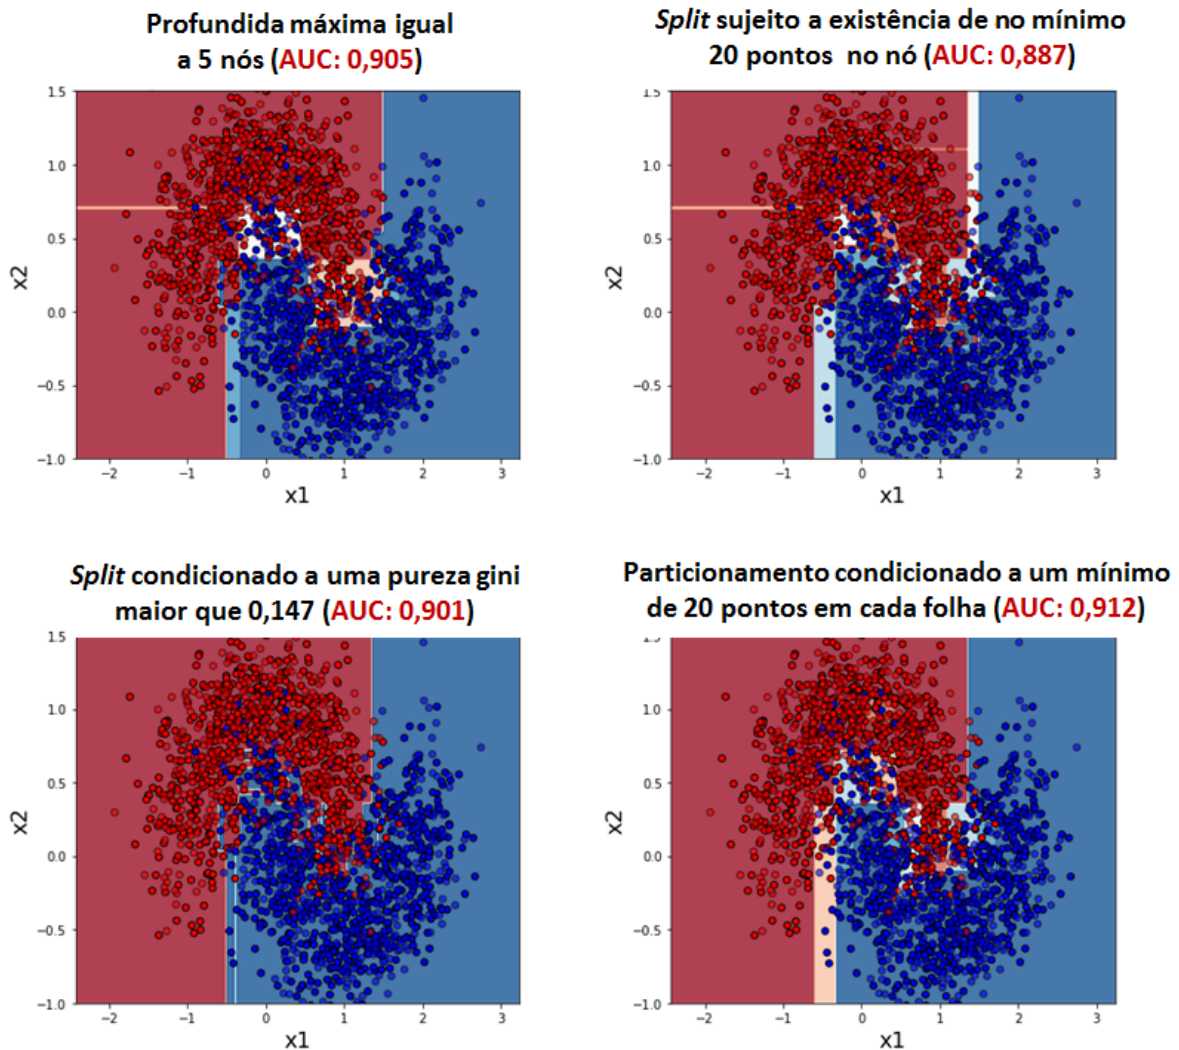 Profundida máxima igual
a 5 nós (AUC: 0,905)
Split sujeito a existência de no mínimo
20 pontos no nó (AUC: 0,887)
1.5
1.0
0.5
0.0
−0.5
−1.0
x2
−2 −1 0 1 2 3
x1
1.5
1.0
0.5
0.0
−0.5
−1.0
x2
−2 −1 0 1 2 3
x1
Split condicionado a uma pureza gini
maior que 0,147 (AUC: 0,901)
Particionamento condicionado a um mínimo
de 20 pontos em cada folha (AUC: 0,912)
1.5
1.0
0.5
0.0
−0.5
−1.0
x2
−2 −1 0 1 2 3
x1
1.0
0.5
0.0
−0.5
−1.0
x2
−2 −1 0 1 2 3
x1